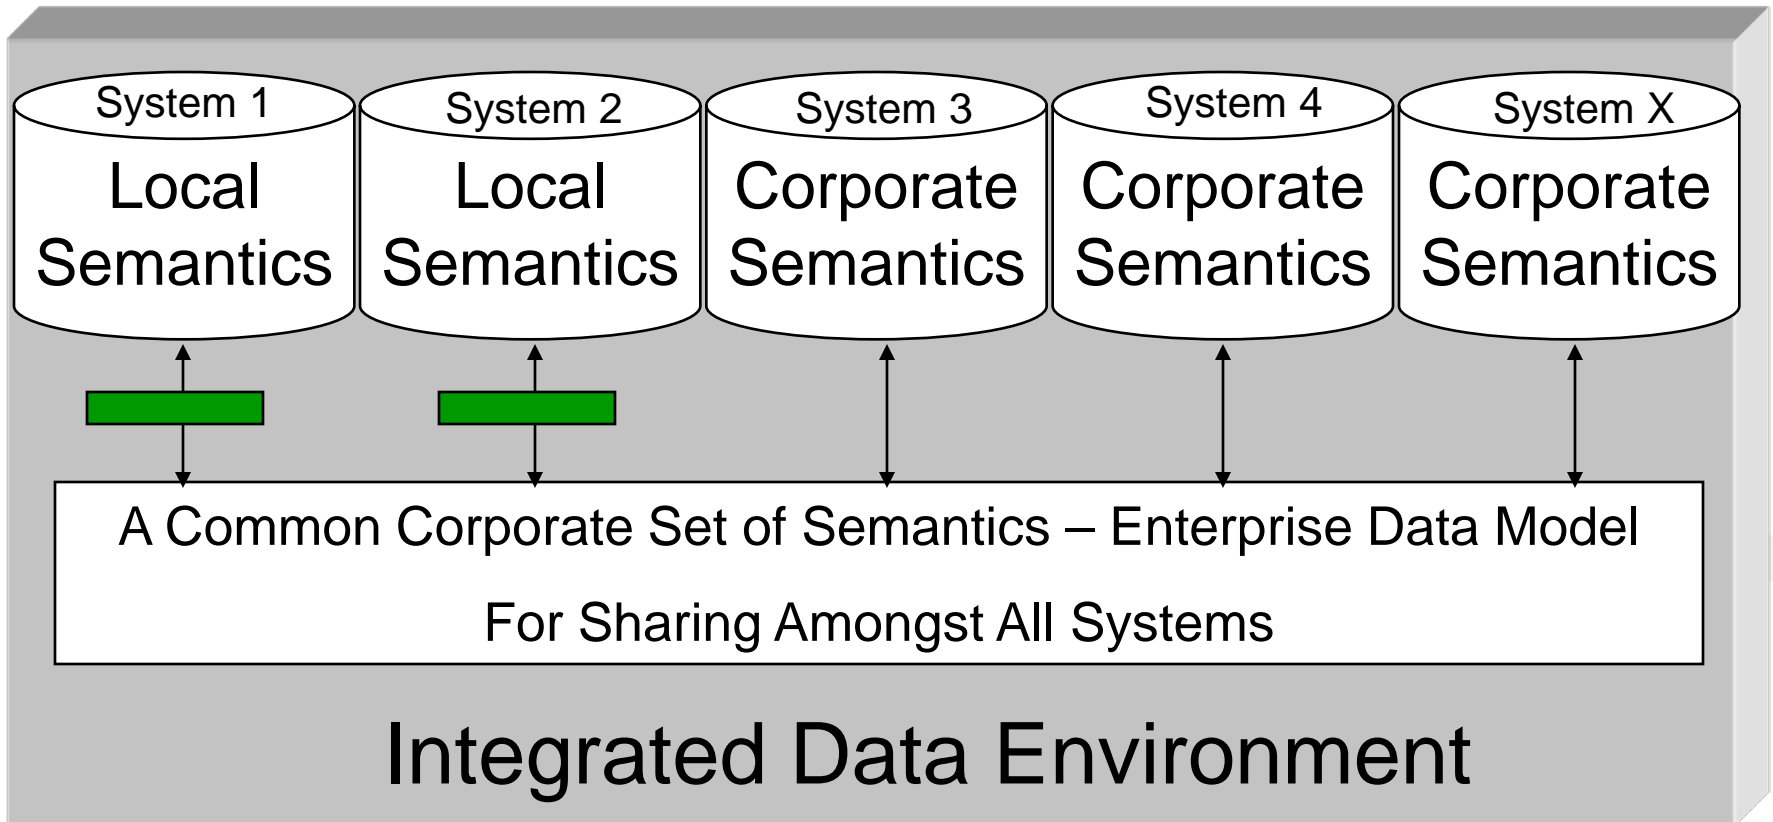 System 1
Local
Semantics
System 2
Local
Semantics
System 3
Corporate
Semantics
System 4
Corporate
Semantics
System X
Corporate
Semantics
A Common Corporate Set of Semantics – Enterprise Data Model
For Sharing Amongst All Systems
Integrated Data Environment